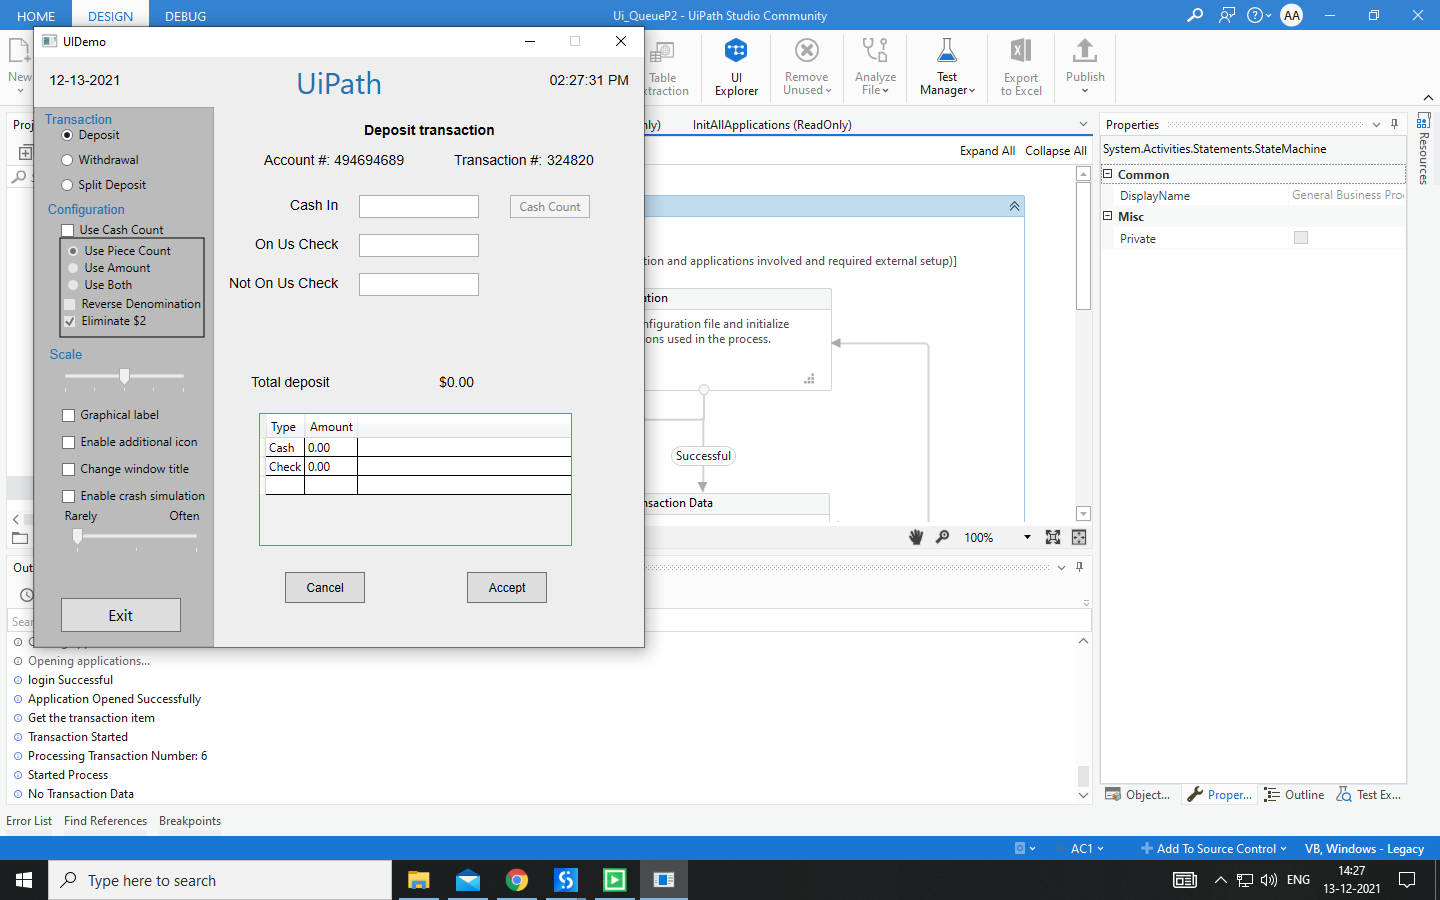 HOME DESIGN DEBUG Ui_QueueP2 - UiPath Studio Community AA
UIDemo
New
Table
UI Explorer
Remove Unused
Analyze File
Test Manager
Export to Excel
Publish
12-13-2021 UiPath 02:27:31 PM
Transaction
Deposit
Withdrawal
Split Deposit
Configuration
Use Cash Count
Use Piece Count
Use Amount
Use Both
Reverse Denomination
Eliminate $2
Scale
Graphical label
Enable additional icon
Change window title
Enable crash simulation
Rarely Often
Exit
Deposit transaction
Account #: 494694689 Transaction #: 324820
Cash In Cash Count
On Us Check
Not On Us Check
Total deposit $0.00
Type Amount
Cash 0.00
Check 0.00
Cancel Accept
InitAllApplications (ReadOnly)
Expand All Collapse All
and applications involved and required external setup)]
file and initialize
used in the process.
Successful
Data
100%
Properties
System.Activities.Statements.StateMachine
Common
DisplayName General Business Pro
Misc
Private
Resources
Object... Proper... Outline Test Ex...
Opening applications...
login Successful
Application Opened Successfully
Get the transaction item
Transaction Started
Processing Transaction Number: 6
Started Process
No Transaction Data
Error List Find References Breakpoints
AC1 Add To Source Control VB, Windows - Legacy
Type here to search
ENG
14:27
13-12-2021